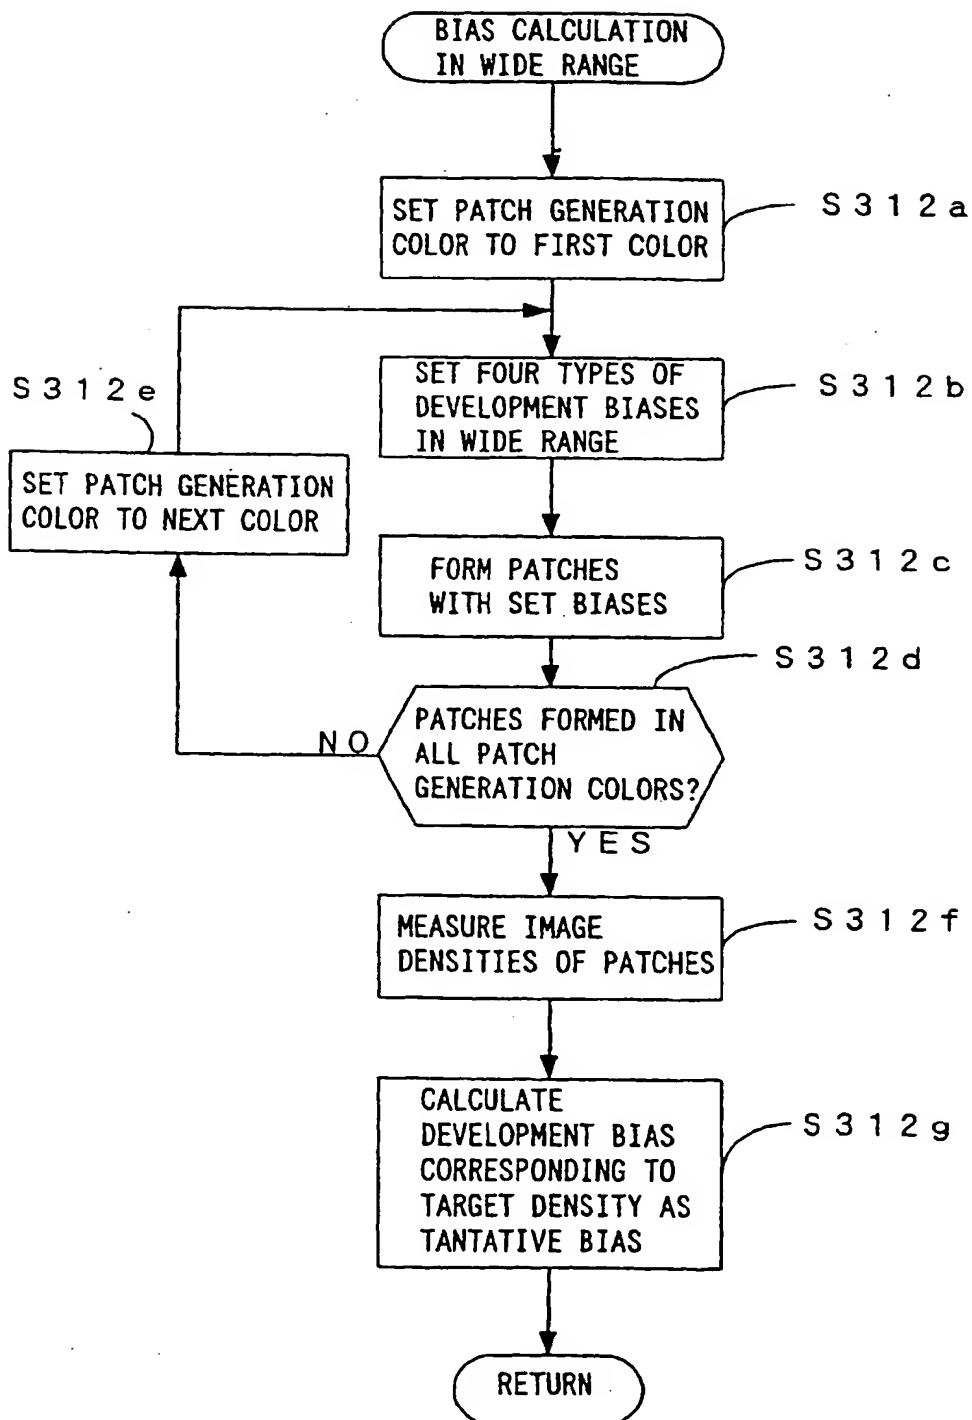 BIAS CALCULATION
IN WIDE RANGE
SET PATCH GENERATION
COLOR TO FIRST COLOR
S312a
SET FOUR TYPES OF
DEVELOPMENT BIASES
IN WIDE RANGE
S312b
S312e
SET PATCH GENERATION
COLOR TO NEXT COLOR
FORM PATCHES
WITH SET BIASES
S312c
S312d
PATCHES FORMED IN
ALL PATCH
GENERATION COLORS?
NO
YES
MEASURE IMAGE
DENSITIES OF PATCHES
S312f
CALCULATE
DEVELOPMENT BIAS
CORRESPONDING TO
TARGET DENSITY AS
TANTATIVE BIAS
S312g
RETURN